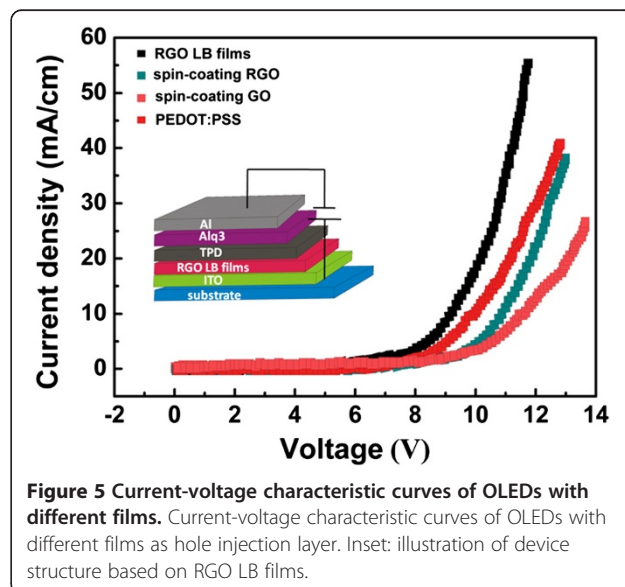 60
50
40
30
20
10
0
Current density (mA/cm)
RGO LB films
spin-coating RGO
spin-coating GO
PEDOT:PSS
Al
Alq3
TPD
RGO LB films
ITO
substrate
-2 0 2 4 6 8 10 12 14
Voltage (V)
Figure 5 Current-voltage characteristic curves of OLEDs with
different films. Current-voltage characteristic curves of OLEDs with
different films as hole injection layer. Inset: illustration of device
structure based on RGO LB films.